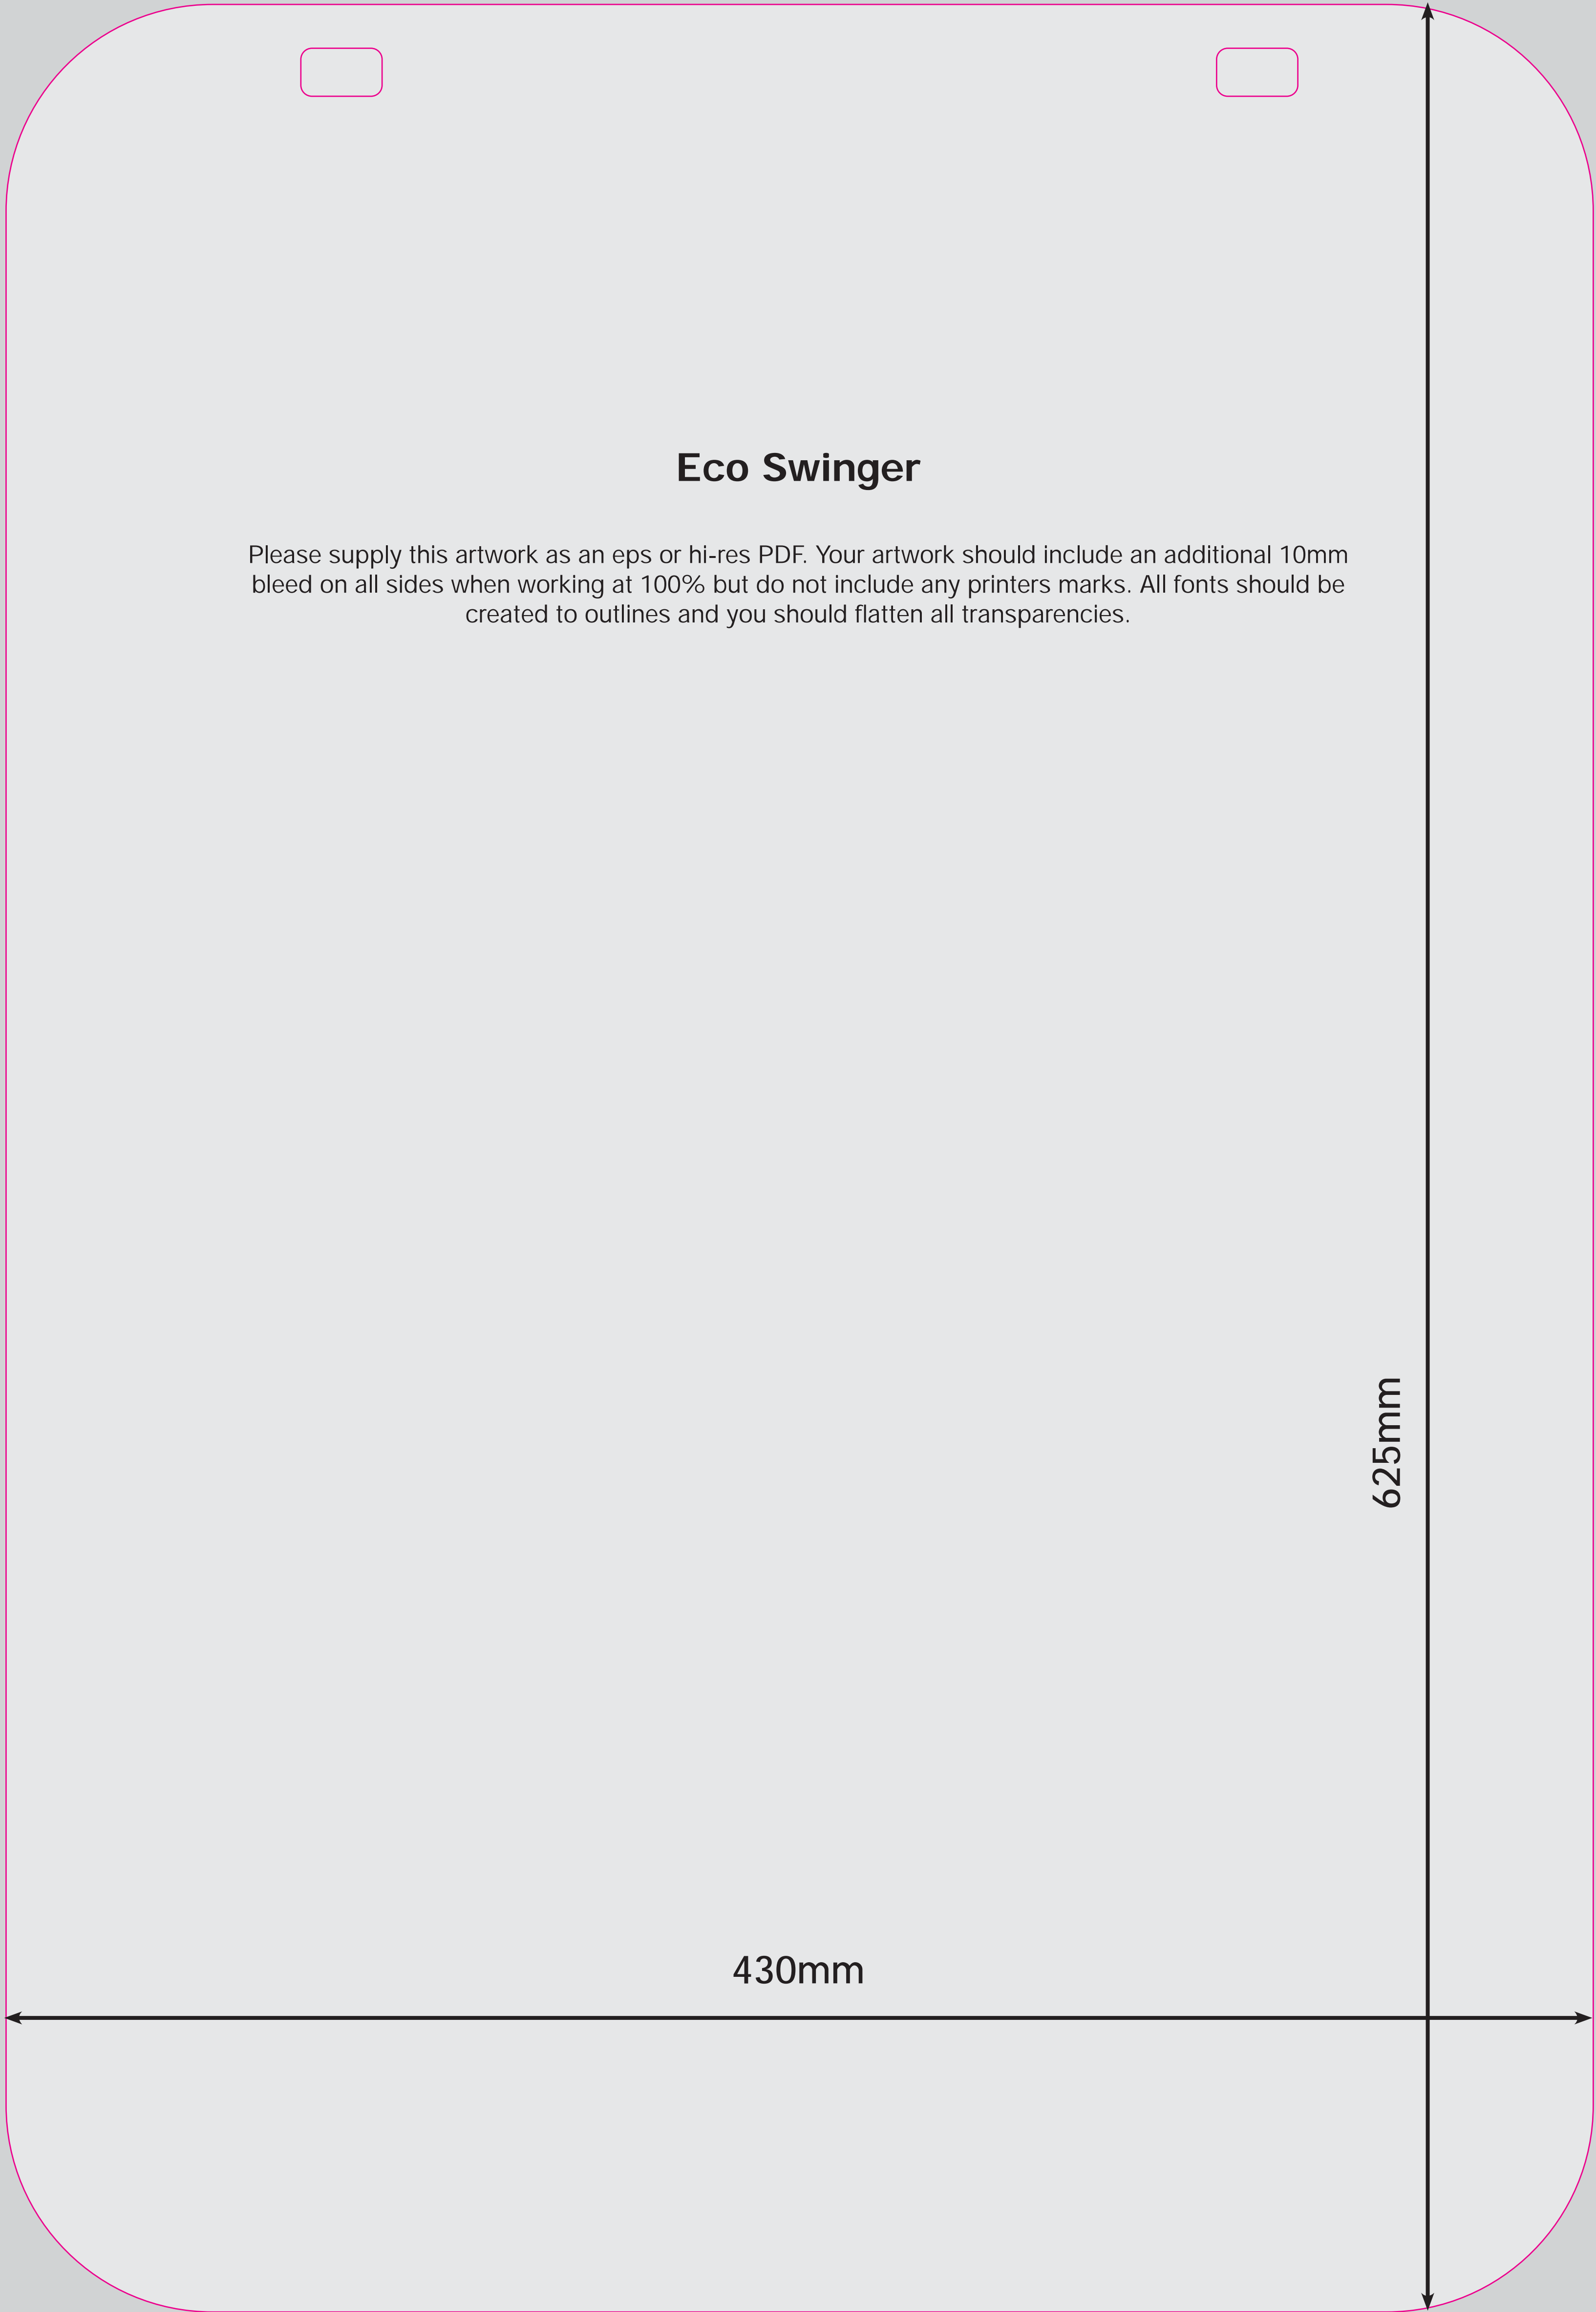 Eco Swinger
Please supply this artwork as an eps or hi-res PDF. Your artwork should include an additional 10mm
bleed on all sides when working at 100% but do not include any printers marks. All fonts should be
created to outlines and you should flatten all transparencies.
625mm
430mm